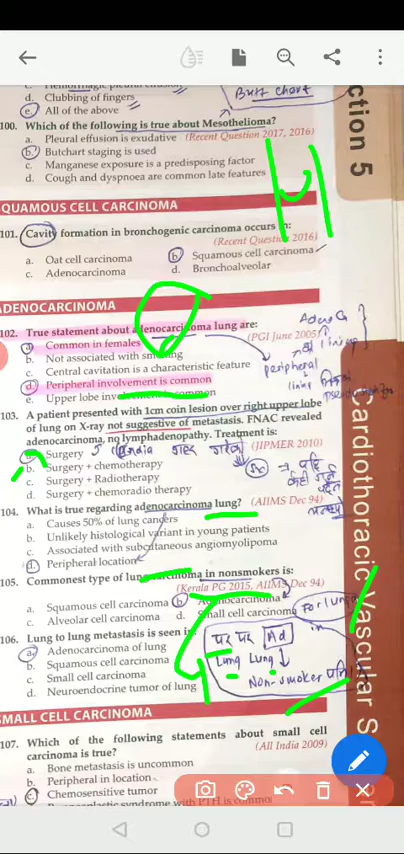 d. Clubbing of fingers
e. All of the above
Butt chart
100. Which of the following is true about Mesothelioma?
a. Pleural effusion is exudative (Recent Question 2017, 2016)
b. Butchart staging is used
c. Manganese exposure is a predisposing factor
d. Cough and dyspnoea are common late features
ction 5
QUAMOUS CELL CARCINOMA
101. Cavity formation in bronchogenic carcinoma occurs in:
(Recent Question 2016)
a. Oat cell carcinoma b. Squamous cell carcinoma
c. Adenocarcinoma d. Bronchoalveolar
ADENOCARCINOMA
102. True statement about adenocarcinoma lung are:
(PGI June 2005)
a. Common in females
b. Not associated with smoking
c. Central cavitation is a characteristic feature
d. Peripheral involvement is common
e. Upper lobe involvement is common
peripheral
103. A patient presented with 1cm coin lesion over right upper lobe
of lung on X-ray not suggestive of metastasis. FNAC revealed
adenocarcinoma, no lymphadenopathy. Treatment is:
(JIPMER 2010)
a. Surgery
b. Surgery + chemotherapy
c. Surgery + Radiotherapy
d. Surgery + chemoradio therapy
104. What is true regarding adenocarcinoma lung?
(AIIMS Dec 94)
a. Causes 50% of lung cancers
b. Unlikely histological variant in young patients
c. Associated with subcutaneous angiomyolipoma
d. Peripheral location
105. Commonest type of lung carcinoma in nonsmokers is:
(Kerala PG 2015, AIIMS Dec 94)
a. Squamous cell carcinoma b. Adenocarcinoma
c. Alveolar cell carcinoma d. Small cell carcinoma
For lung
106. Lung to lung metastasis is seen in
a. Adenocarcinoma of lung
b. Squamous cell carcinoma
c. Small cell carcinoma
d. Neuroendocrine tumor of lung
पद पद Ad
Lung Lung
Non-smoker
Cardiothoracic Vascular S
SMALL CELL CARCINOMA
107. Which of the following statements about small cell
carcinoma is true?
(All India 2009)
a. Bone metastasis is uncommon
b. Peripheral in location
c. Chemosensitive tumor
syndrome with PTH is common